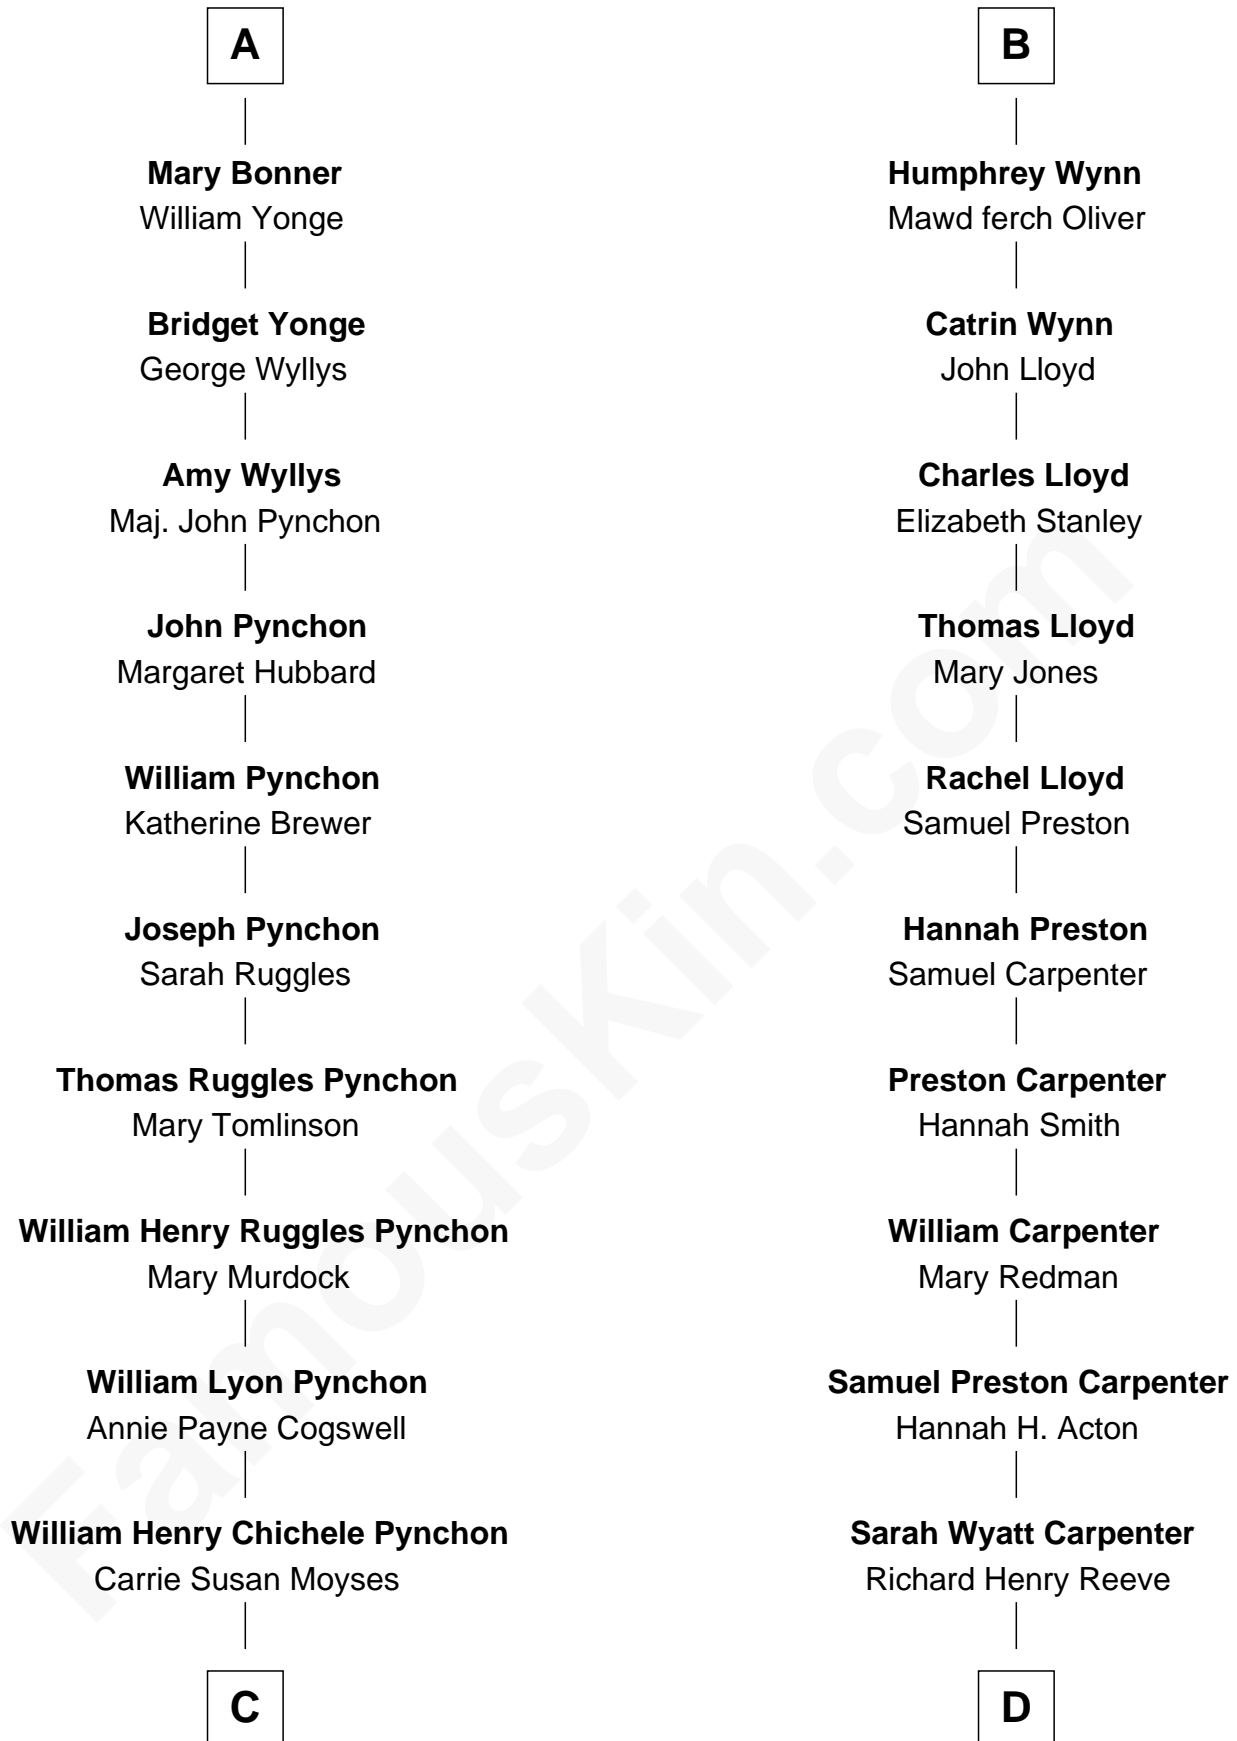 A
Mary Bonner
William Yonge
Bridget Yonge
George Wyllys
Amy Wyllys
Maj. John Pynchon
John Pynchon
Margaret Hubbard
William Pynchon
Katherine Brewer
Joseph Pynchon
Sarah Ruggles
Thomas Ruggles Pynchon
Mary Tomlinson
William Henry Ruggles Pynchon
Mary Murdock
William Lyon Pynchon
Annie Payne Cogswell
William Henry Chichele Pynchon
Carrie Susan Moyses
C
B
Humphrey Wynn
Mawd ferch Oliver
Catrin Wynn
John Lloyd
Charles Lloyd
Elizabeth Stanley
Thomas Lloyd
Mary Jones
Rachel Lloyd
Samuel Preston
Hannah Preston
Samuel Carpenter
Preston Carpenter
Hannah Smith
William Carpenter
Mary Redman
Samuel Preston Carpenter
Hannah H. Acton
Sarah Wyatt Carpenter
Richard Henry Reeve
D
FamousKin.com